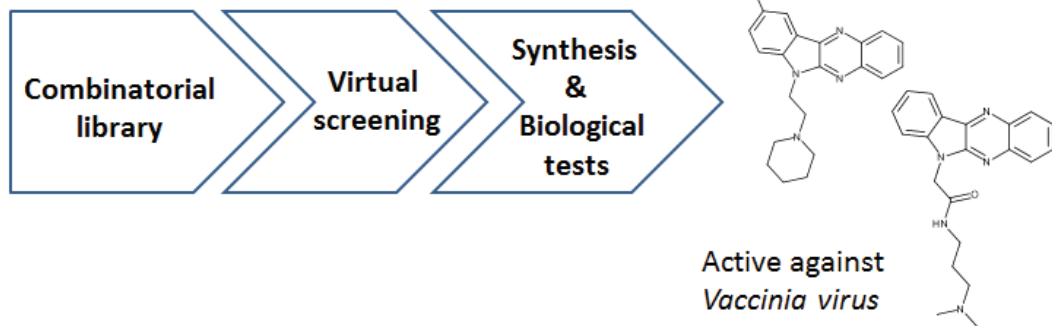 Combinatorial
library
Virtual
screening
Synthesis
&
Biological
tests
N
N
N
N
N
N
N
O
HN
N
Active against
Vaccinia virus